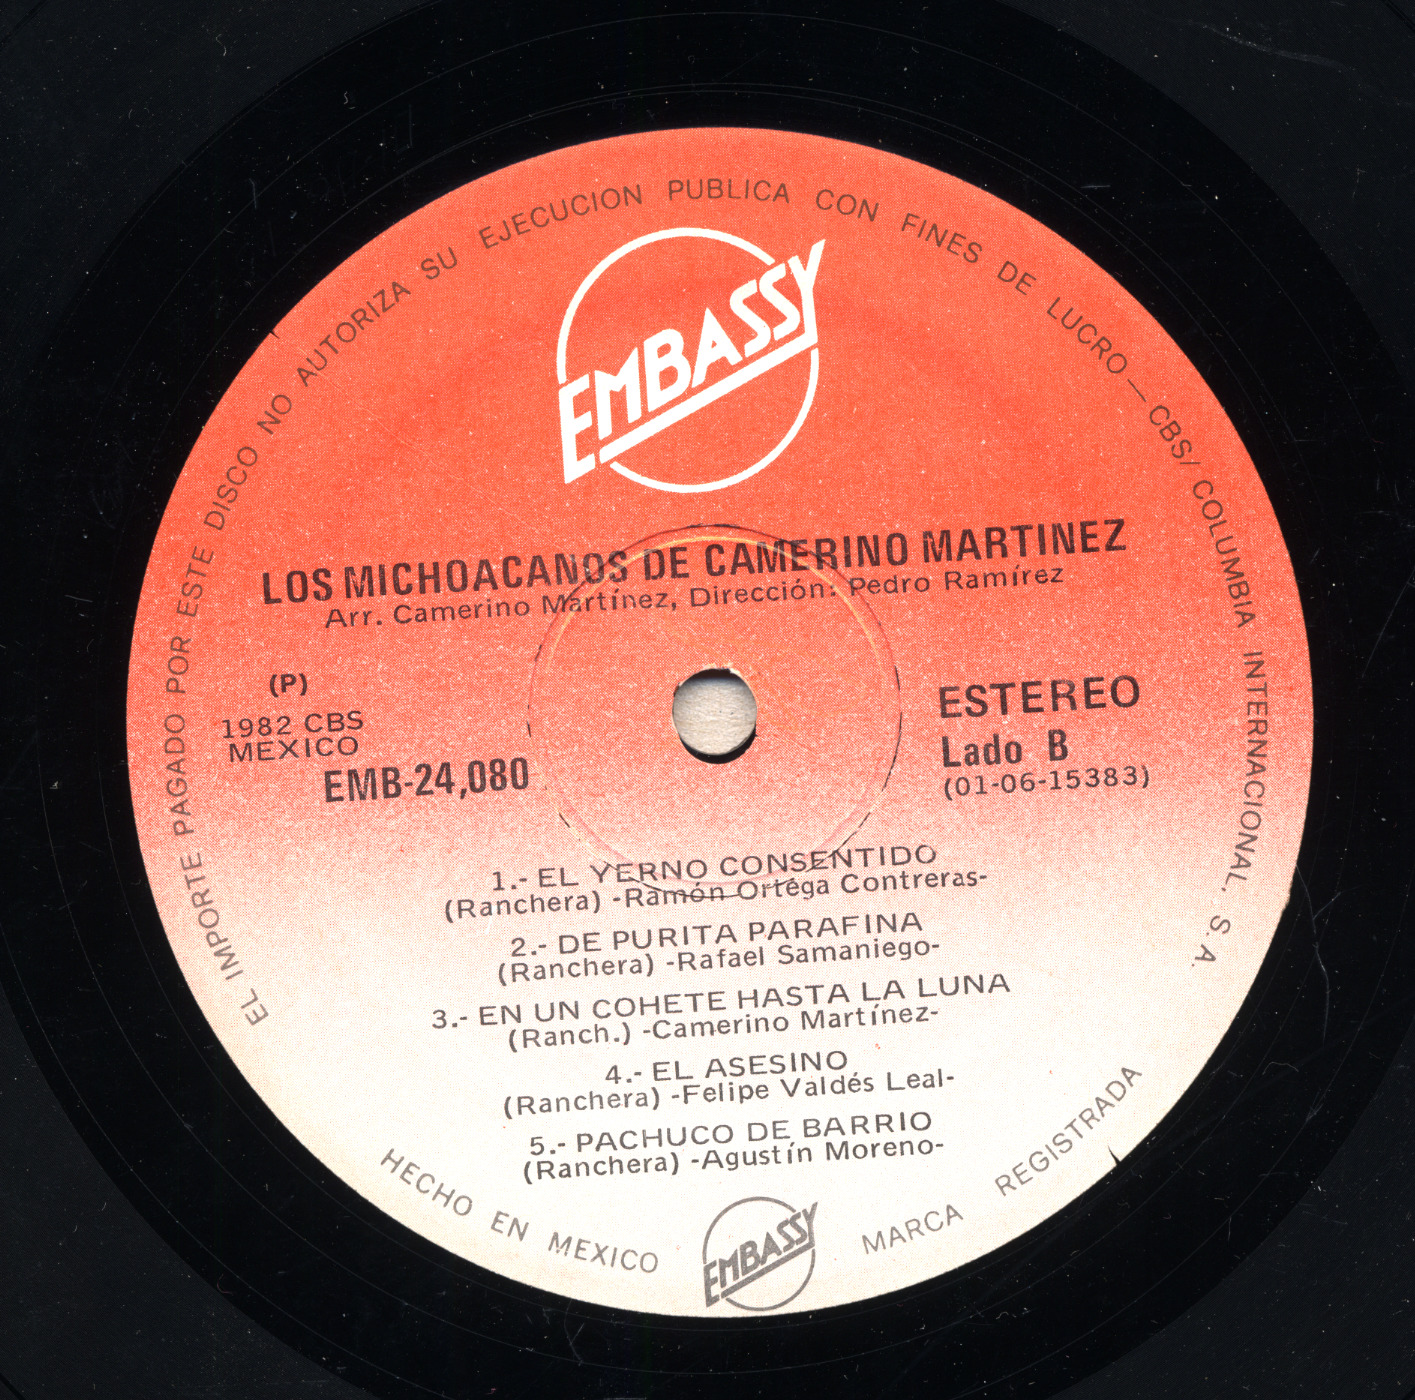 EL IMPORTE PAGADO POR ESTE DISCO NO AUTORIZA SU EJECUCION PUBLICA CON FINES DE LUCRO — CBS/ COLUMBIA INTERNACIONAL, S. A.
EMBASSY
LOS MICHOACANOS DE CAMERINO MARTINEZ
Arr. Camerino Martínez, Dirección: Pedro Ramírez
(P)
1982 CBS
MEXICO
EMB-24,080
ESTEREO
Lado B
(01-06-15383)
1.- EL YERNO CONSENTIDO
(Ranchera) -Ramón Ortéga Contreras-
2.- DE PURITA PARAFINA
(Ranchera) -Rafael Samaniego-
3.- EN UN COHETE HASTA LA LUNA
(Ranch.) -Camerino Martínez-
4.- EL ASESINO
(Ranchera) -Felipe Valdés Leal-
5.- PACHUCO DE BARRIO
(Ranchera) -Agustín Moreno-
HECHO EN MEXICO
EMBASSY
MARCA REGISTRADA